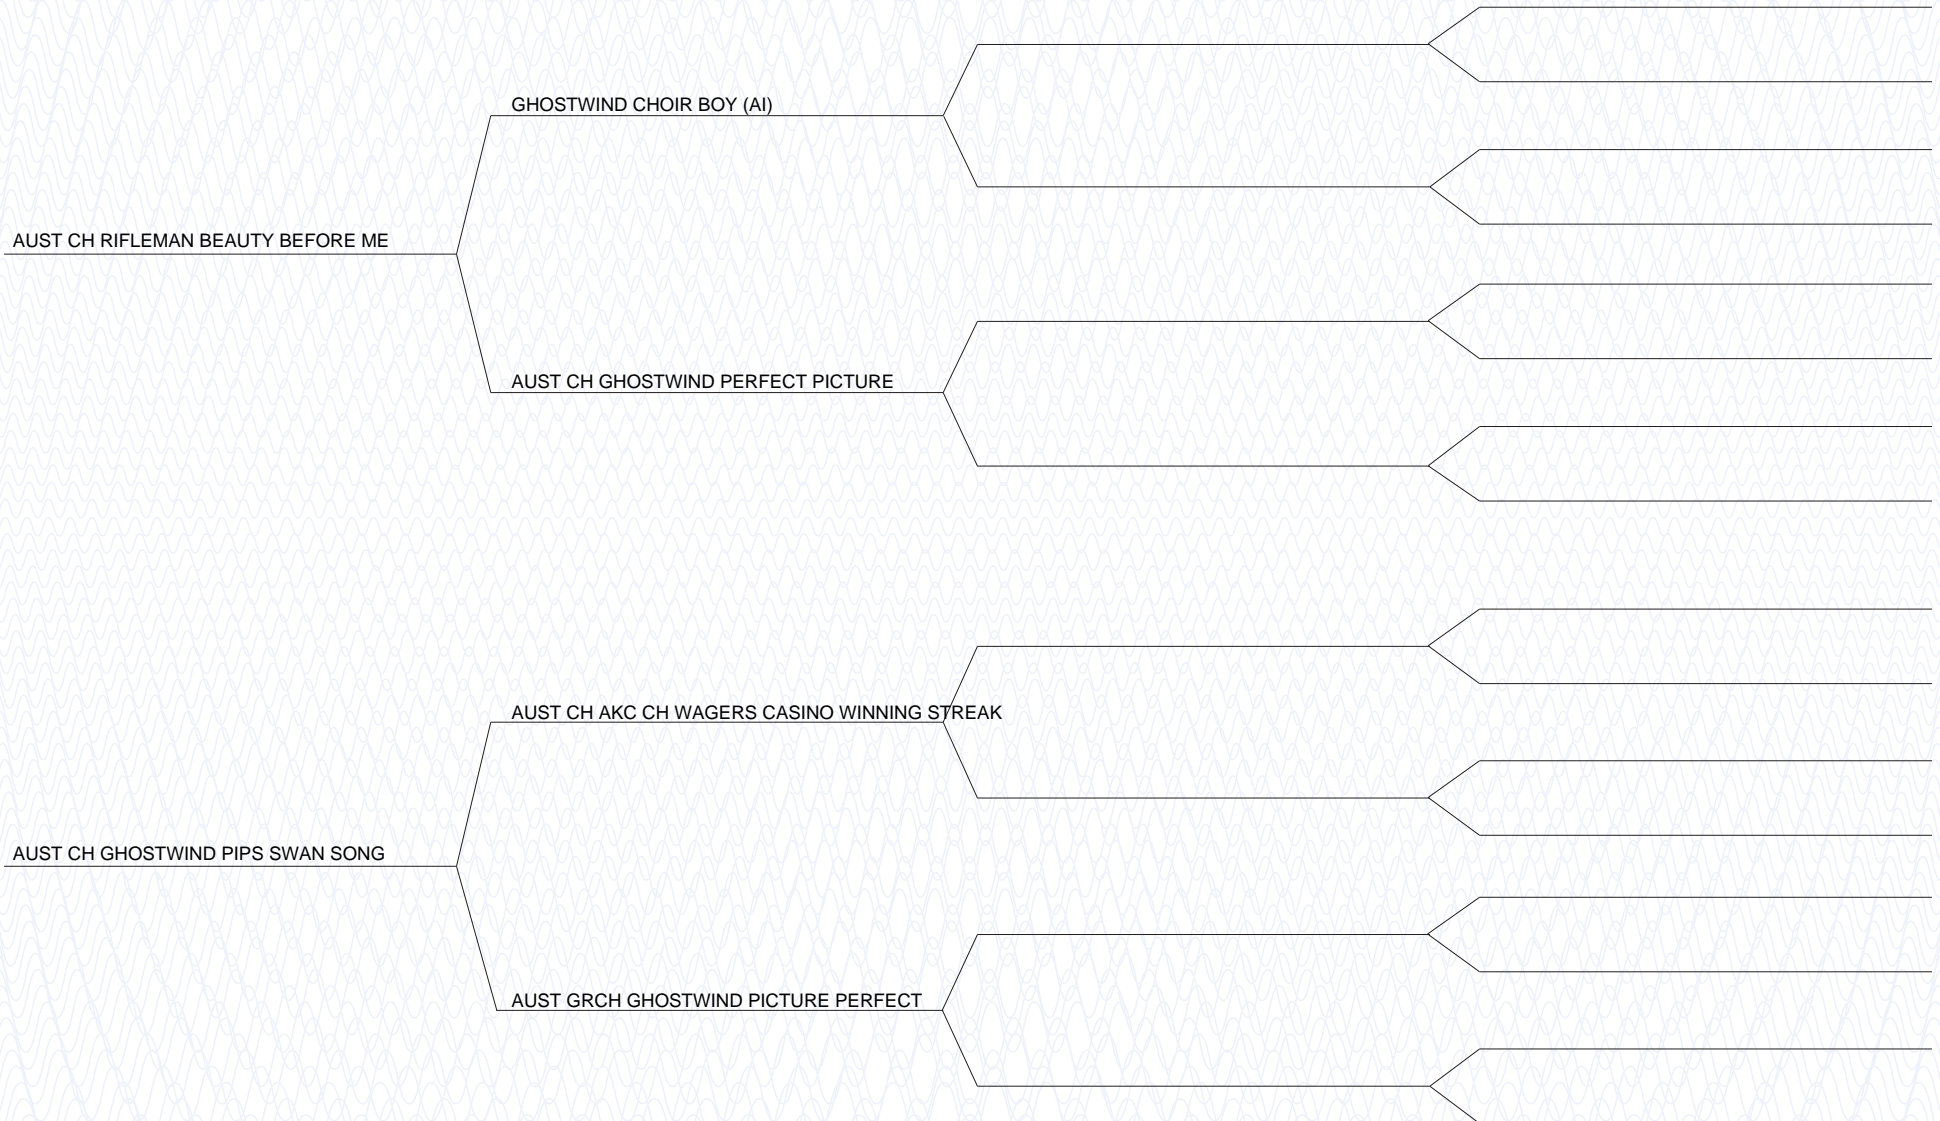 GHOSTWIND CHOIR BOY (AI)
AUST CH RIFLEMAN BEAUTY BEFORE ME
AUST CH GHOSTWIND PERFECT PICTURE
AUST CH AKC CH WAGERS CASINO WINNING STREAK
AUST CH GHOSTWIND PIPS SWAN SONG
AUST GRCH GHOSTWIND PICTURE PERFECT